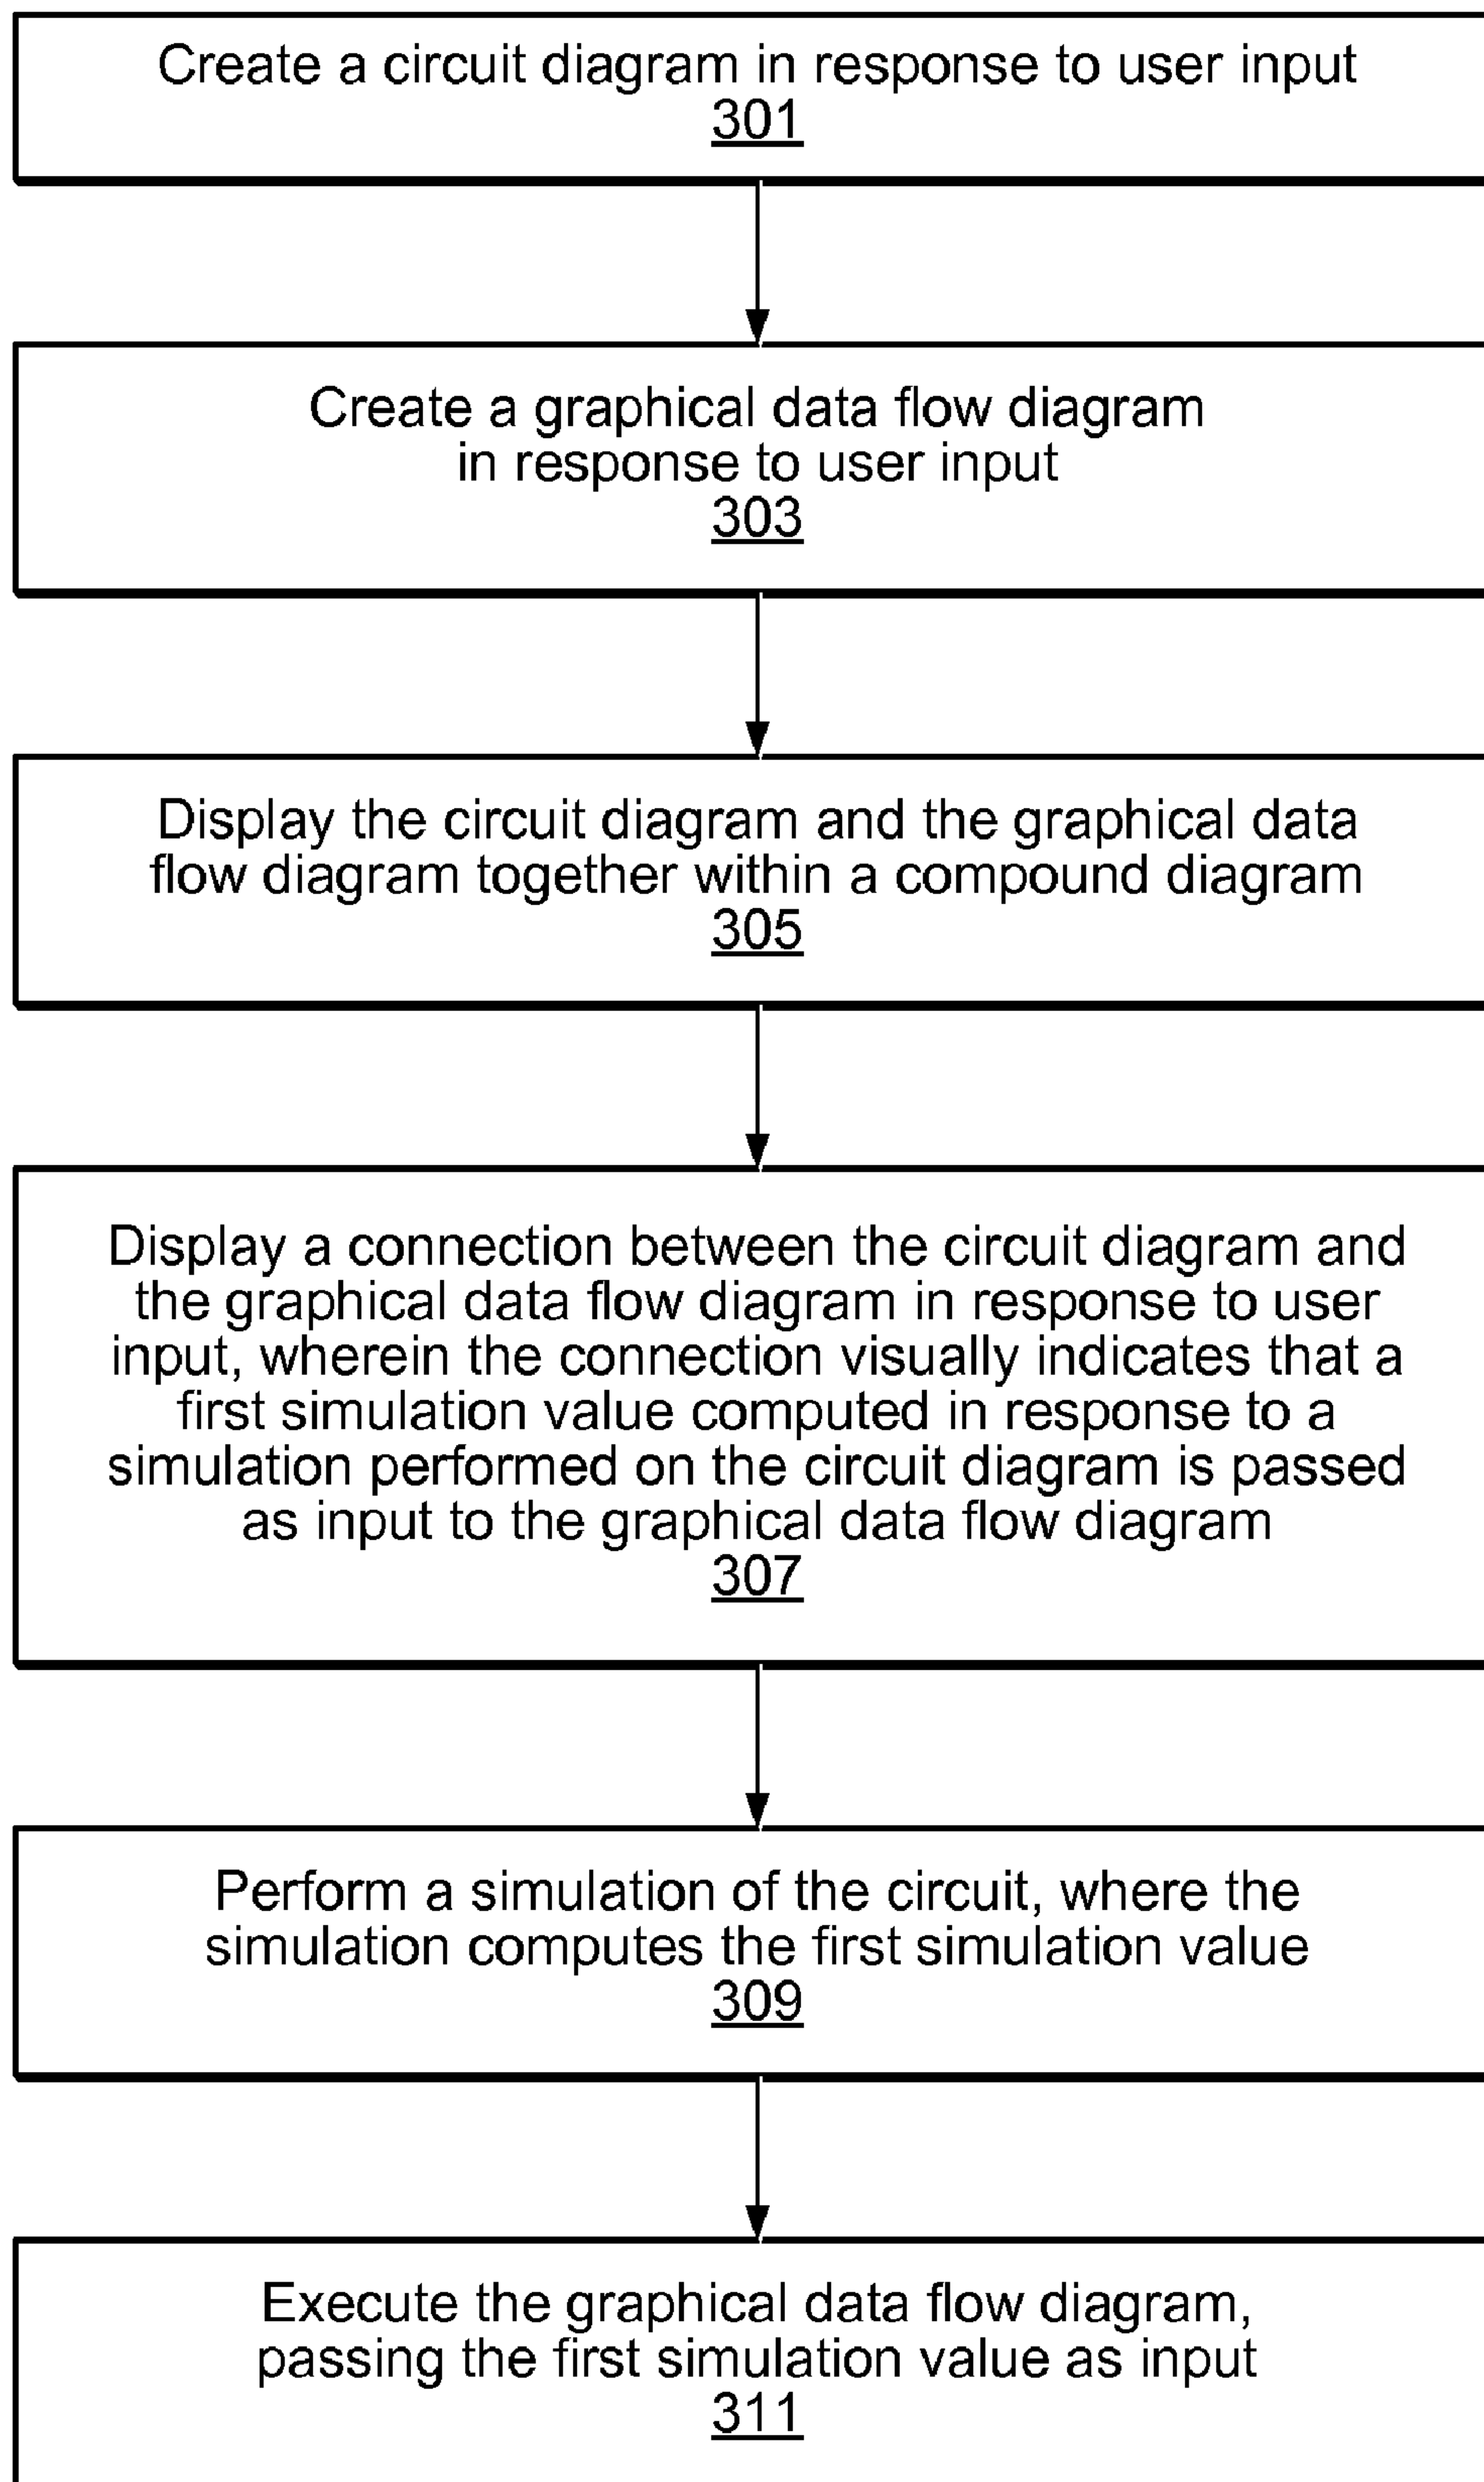 Create a circuit diagram in response to user input
301
Create a graphical data flow diagram
in response to user input
303
Display the circuit diagram and the graphical data
flow diagram together within a compound diagram
305
Display a connection between the circuit diagram and
the graphical data flow diagram in response to user
input, wherein the connection visually indicates that a
first simulation value computed in response to a
simulation performed on the circuit diagram is passed
as input to the graphical data flow diagram
307
Perform a simulation of the circuit, where the
simulation computes the first simulation value
309
Execute the graphical data flow diagram,
passing the first simulation value as input
311